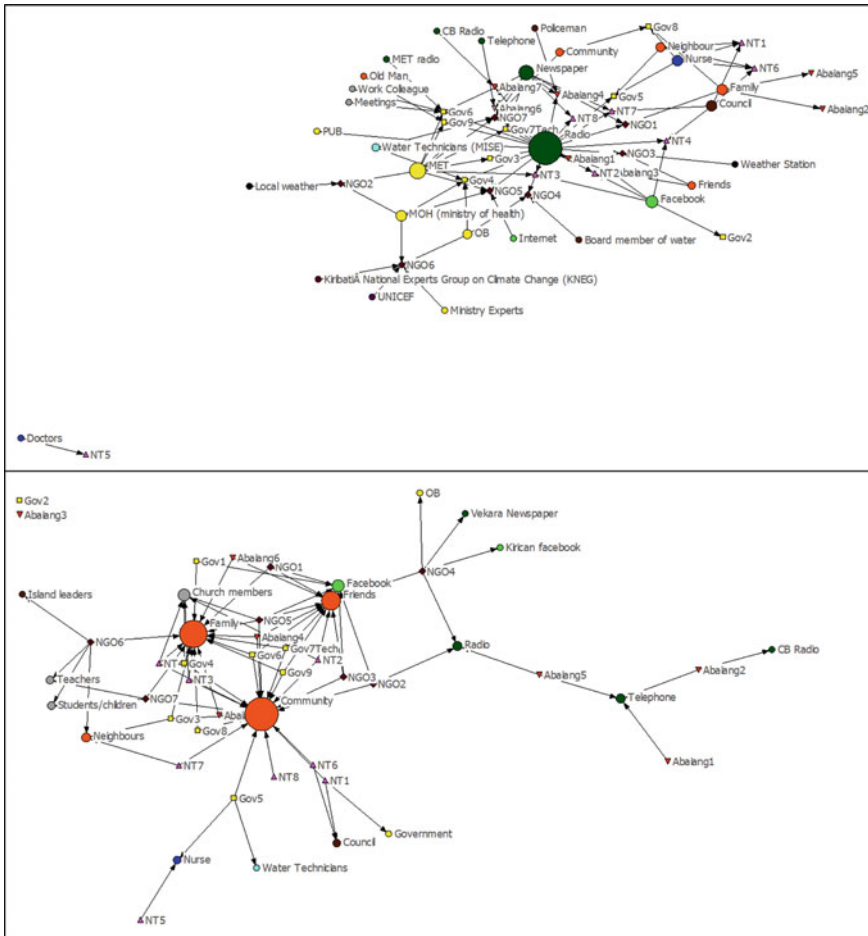 Policeman
CB Radio
Gov8
Telephone
Neighbour
NT1
Community
MET radio
Newspaper
Nurse
NT6
Old Man
Abalang5
Work Colleague
Abalang7
Abalang4
Gov5
Family
Meetings
Abalang6
Council
Abalang2
Gov6
NGO7
NT8
NT7
Gov9
Gov7Tech
NGO1
PUB
Radio
Water Technicians (MISE)
NT4
Gov3
Abalang1
NGO3
Weather Station
MET
NT3
NT2
Abalang3
Local weather
NGO2
Gov4
Friends
NGO5
NGO4
Facebook
MOH (ministry of health)
OB
Internet
Board member of water
Gov2
NGO6
KiribatiÂ National Experts Group on Climate Change (KNEG)
UNICEF
Ministry Experts
Doctors
NT5
Gov2
OB
Abalang3
Vekara Newspaper
Kirican facebook
Gov1
Abalang6
NGO1
NGO4
Facebook
Island leaders
Church members
Friends
NGO5
Family
Abalang4
NGO6
Gov7Tech
Radio
Gov6
NT2
NT4
Gov4
Gov9
NGO3
NGO2
Teachers
NT3
Abalang5
Abalang2
CB Radio
NGO7
Community
Telephone
Students/children
Gov3
Gov8
Neighbours
Abalang1
NT7
NT8
NT6
NT1
Gov5
Government
Council
Nurse
Water Technicians
NT5